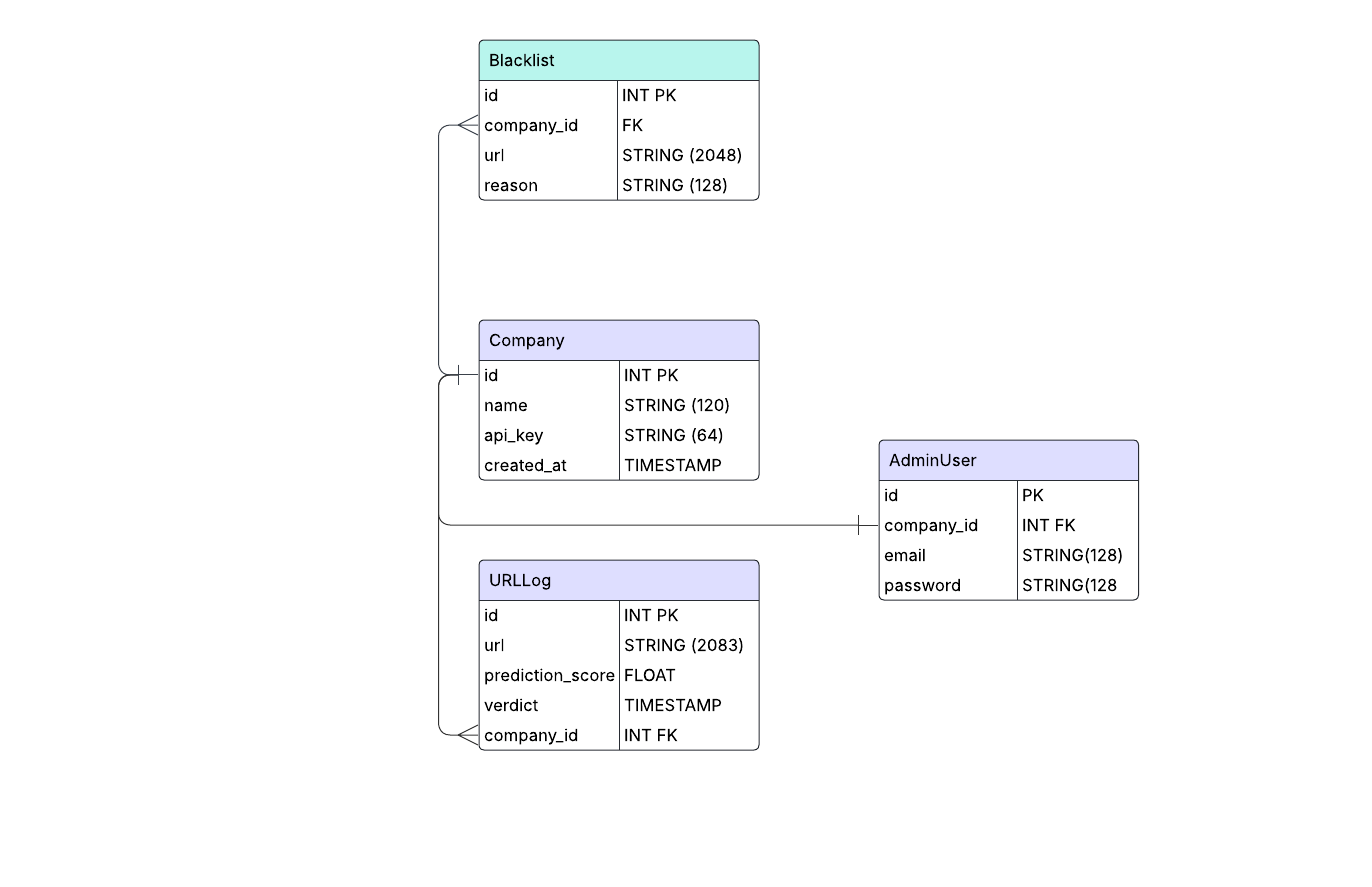 Blacklist
id INT PK
company_id FK
url STRING (2048)
reason STRING (128)
Company
id INT PK
name STRING (120)
api_key STRING (64)
created_at TIMESTAMP
AdminUser
id PK
company_id INT FK
email STRING(128)
password STRING(128
URLLog
id INT PK
url STRING (2083)
prediction_score FLOAT
verdict TIMESTAMP
company_id INT FK